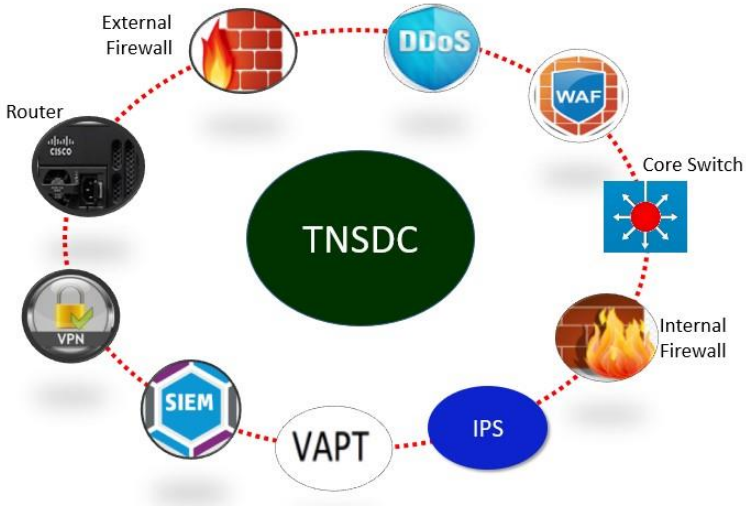 External
Firewall
DDoS
WAF
Router
CISCO
Core Switch
TNSDC
VPN
Internal
Firewall
SIEM
VAPT
IPS